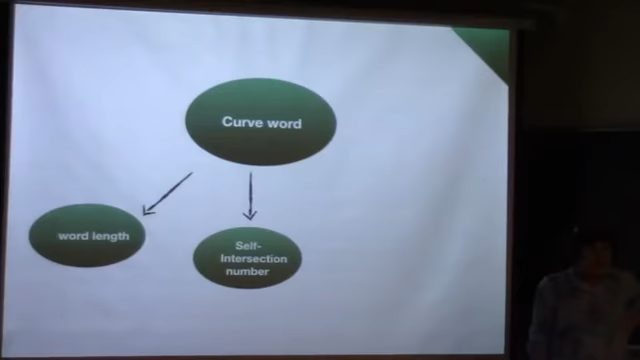 Curve word
word length
Self-
Intersection
number